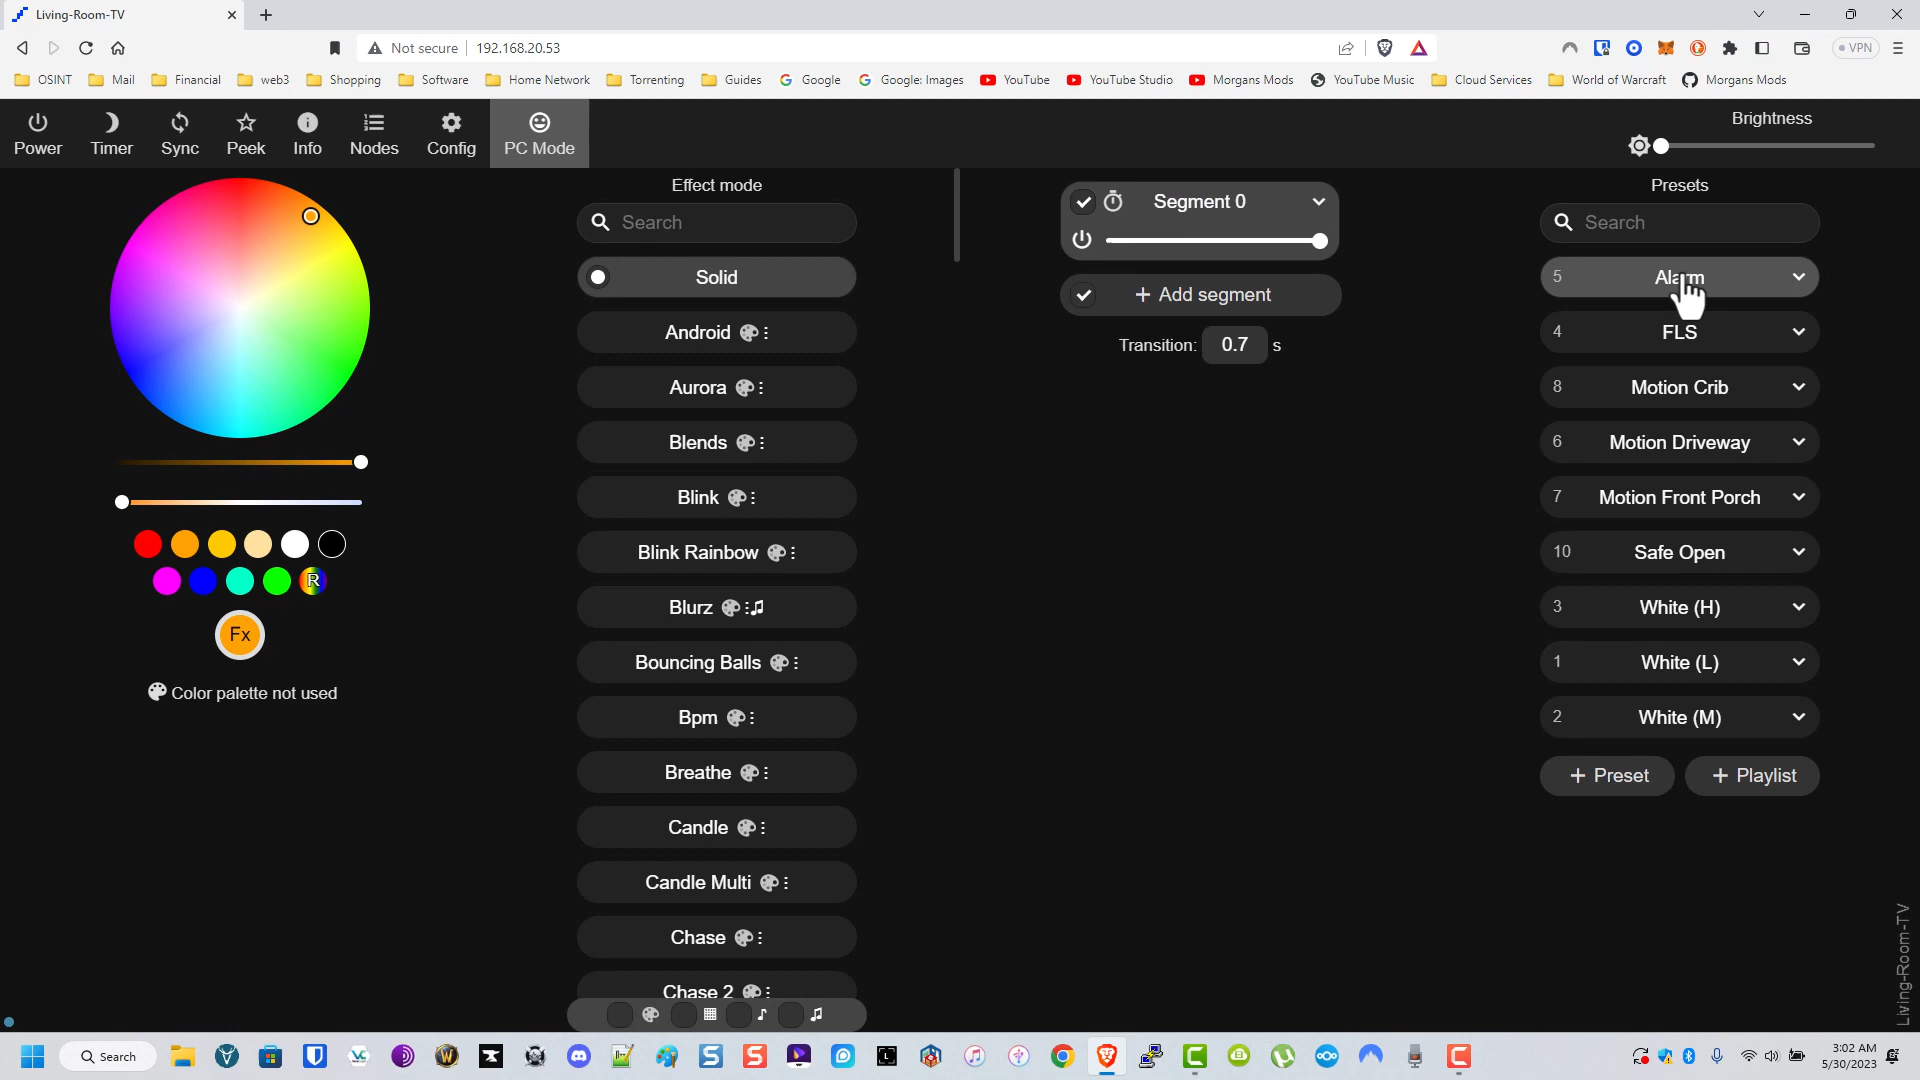 Living-Room-TV
Not secure
192.168.20.53
VPN
OSINT
Mail
Financial
web3
Shopping
Software
Home Network
Torrenting
Guides
Google
Google: Images
YouTube
YouTube Studio
Morgans Mods
YouTube Music
Cloud Services
World of Warcraft
Morgans Mods
Power
Timer
Sync
Peek
Info
Nodes
Config
PC Mode
Brightness
R
Fx
Color palette not used
Effect mode
Search
Solid
Android
Aurora
Blends
Blink
Blink Rainbow
Blurz
Bouncing Balls
Bpm
Breathe
Candle
Candle Multi
Chase
Chase 2
Segment 0
+ Add segment
Transition: 0.7 s
Presets
Search
5 Alarm
4 FLS
8 Motion Crib
6 Motion Driveway
7 Motion Front Porch
10 Safe Open
3 White (H)
1 White (L)
2 White (M)
+ Preset
+ Playlist
Living-Room-TV
Search
3:02 AM
5/30/2023